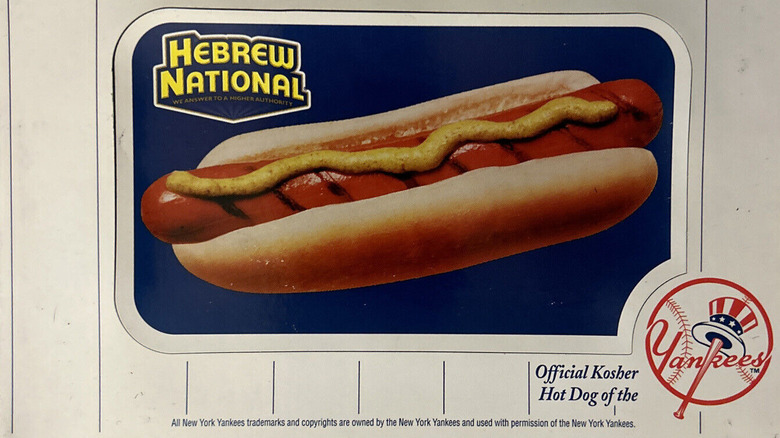 HEBREW
NATIONAL
WE ANSWER TO A HIGHER AUTHORITY
Official Kosher
Hot Dog of the
Yankees
TM
All New York Yankees trademarks and copyrights are owned by the New York Yankees and used with permission of the New York Yankees.